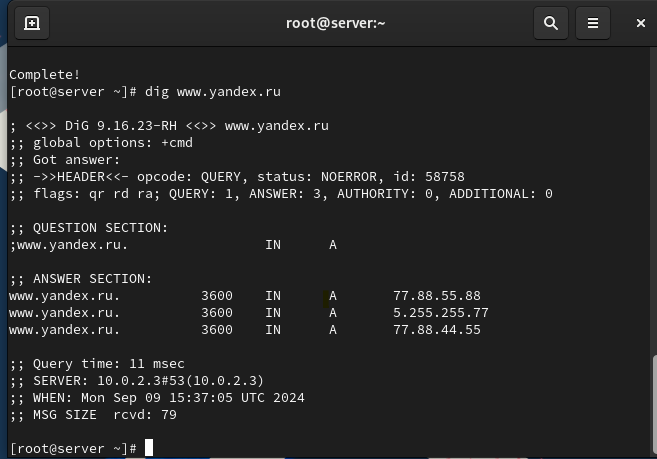 root@server:~
Complete!
[root@server ~]# dig www.yandex.ru
; <<>> DiG 9.16.23-RH <<>> www.yandex.ru
;; global options: +cmd
;; Got answer:
;; ->>HEADER<<- opcode: QUERY, status: NOERROR, id: 58758
;; flags: qr rd ra; QUERY: 1, ANSWER: 3, AUTHORITY: 0, ADDITIONAL: 0
;; QUESTION SECTION:
;www.yandex.ru. IN A
;; ANSWER SECTION:
www.yandex.ru. 3600 IN A 77.88.55.88
www.yandex.ru. 3600 IN A 5.255.255.77
www.yandex.ru. 3600 IN A 77.88.44.55
;; Query time: 11 msec
;; SERVER: 10.0.2.3#53(10.0.2.3)
;; WHEN: Mon Sep 09 15:37:05 UTC 2024
;; MSG SIZE  rcvd: 79
[root@server ~]#